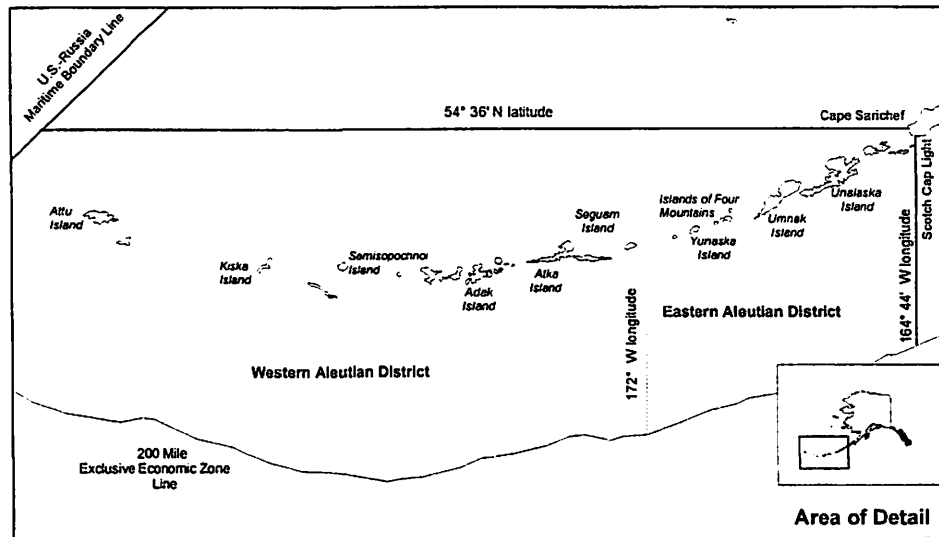 U.S.-Russia
Maritime Boundary Line
54° 36' N latitude
Cape Sarichef
Scotch Cap Light
164° 44' W longitude
Attu
Island
Kiska
Island
Semisopochnoi
Island
Adak
Island
Atka
Island
Seguam
Island
Islands of Four
Mountains
Yunaska
Island
Umnak
Island
Unalaska
Island
172° W longitude
Eastern Aleutian District
Western Aleutian District
200 Mile
Exclusive Economic Zone
Line
Area of Detail